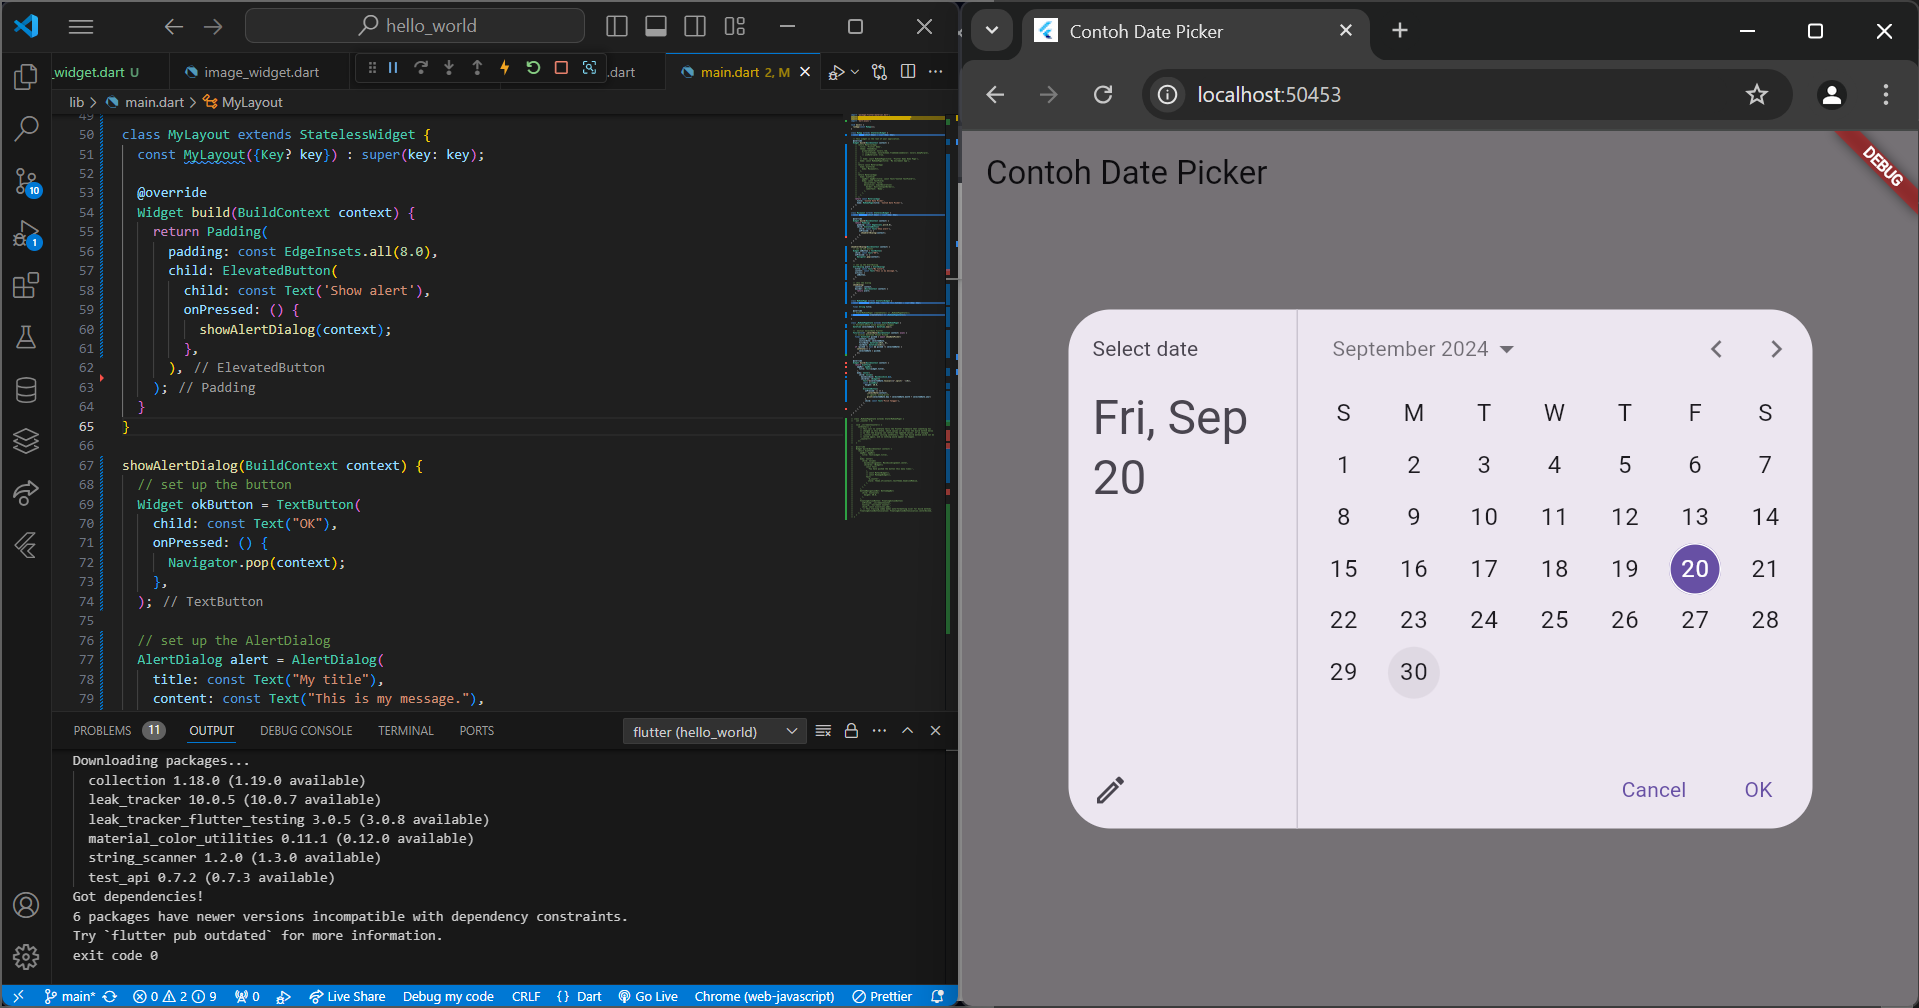 hello_world
_widget.dart U
image_widget.dart
.dart
main.dart 2, M
lib > main.dart > MyLayout
49
50 class MyLayout extends StatelessWidget {
51 const MyLayout({Key? key}) : super(key: key);
52
53 @override
54 Widget build(BuildContext context) {
55 return Padding(
56 padding: const EdgeInsets.all(8.0),
57 child: ElevatedButton(
58 child: const Text('Show alert'),
59 onPressed: () {
60 showAlertDialog(context);
61 },
62 ), // ElevatedButton
63 ); // Padding
64 }
65 }
66
67 showAlertDialog(BuildContext context) {
68 // set up the button
69 Widget okButton = TextButton(
70 child: const Text("OK"),
71 onPressed: () {
72 Navigator.pop(context);
73 },
74 ); // TextButton
75
76 // set up the AlertDialog
77 AlertDialog alert = AlertDialog(
78 title: const Text("My title"),
79 content: const Text("This is my message."),
PROBLEMS 11 OUTPUT DEBUG CONSOLE TERMINAL PORTS
flutter (hello_world)
Downloading packages...
collection 1.18.0 (1.19.0 available)
leak_tracker 10.0.5 (10.0.7 available)
leak_tracker_flutter_testing 3.0.5 (3.0.8 available)
material_color_utilities 0.11.1 (0.12.0 available)
string_scanner 1.2.0 (1.3.0 available)
test_api 0.7.2 (0.7.3 available)
Got dependencies!
6 packages have newer versions incompatible with dependency constraints.
Try `flutter pub outdated` for more information.
exit code 0
10
1
main* 0 2 9 0 Live Share Debug my code CRLF {} Dart Go Live Chrome (web-javascript) Prettier
Contoh Date Picker
localhost:50453
Contoh Date Picker
DEBUG
Select date
Fri, Sep
20
September 2024
S M T W T F S
1 2 3 4 5 6 7
8 9 10 11 12 13 14
15 16 17 18 19 20 21
22 23 24 25 26 27 28
29 30
Cancel OK